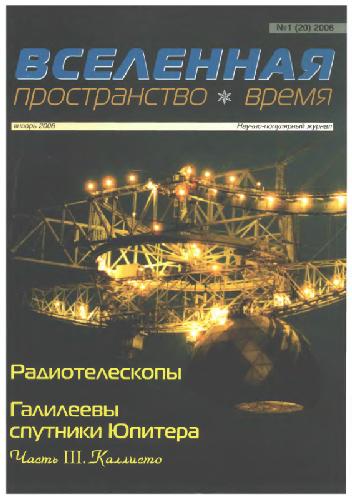 №1 (20) 2006
ВСЕЛЕННАЯ
ПРОСТРАНСТВО * ВРЕМЯ
январь 2006
Научно-популярный журнал
Радиотелескопы
Галилеевы
спутники Юпитера
Часть III. Каллисто